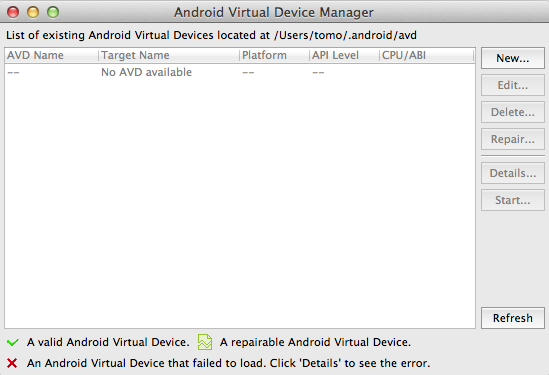 Android Virtual Device Manager
List of existing Android Virtual Devices located at /Users/tomo/.android/avd
AVD Name Target Name Platform API Level CPU/ABI
-- No AVD available -- --
New...
Edit...
Delete...
Repair...
Details...
Start...
Refresh
A valid Android Virtual Device. A repairable Android Virtual Device.
An Android Virtual Device that failed to load. Click 'Details' to see the error.